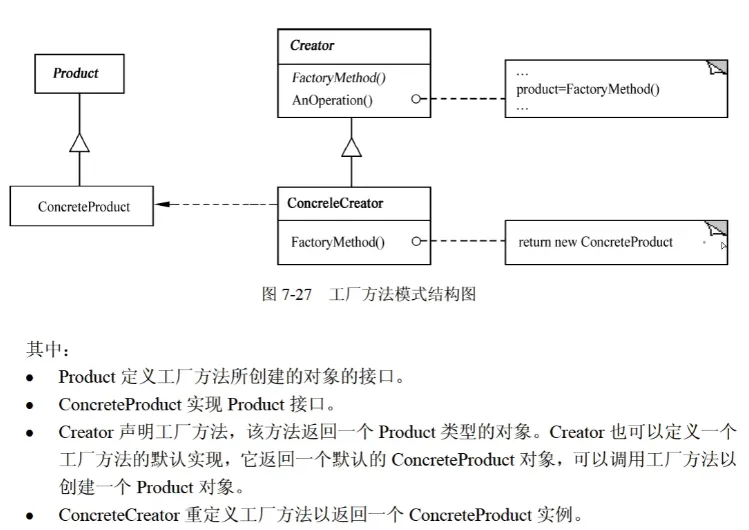 Creator
FactoryMethod()
AnOperation()
Product
…
product=FactoryMethod()
…
ConcreteProduct
ConcreleCreator
FactoryMethod()
return new ConcreteProduct
图 7-27 工厂方法模式结构图
其中：
● Product 定义工厂方法所创建的对象的接口。
● ConcreteProduct 实现 Product 接口。
● Creator 声明工厂方法，该方法返回一个 Product 类型的对象。Creator 也可以定义一个
工厂方法的默认实现，它返回一个默认的 ConcreteProduct 对象，可以调用工厂方法以
创建一个 Product 对象。
● ConcreteCreator 重定义工厂方法以返回一个 ConcreteProduct 实例。